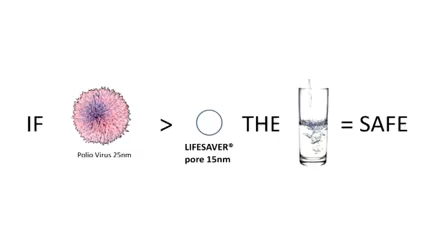 IF > THE = SAFE
Polio Virus 25nm
LIFESAVER®
pore 15nm